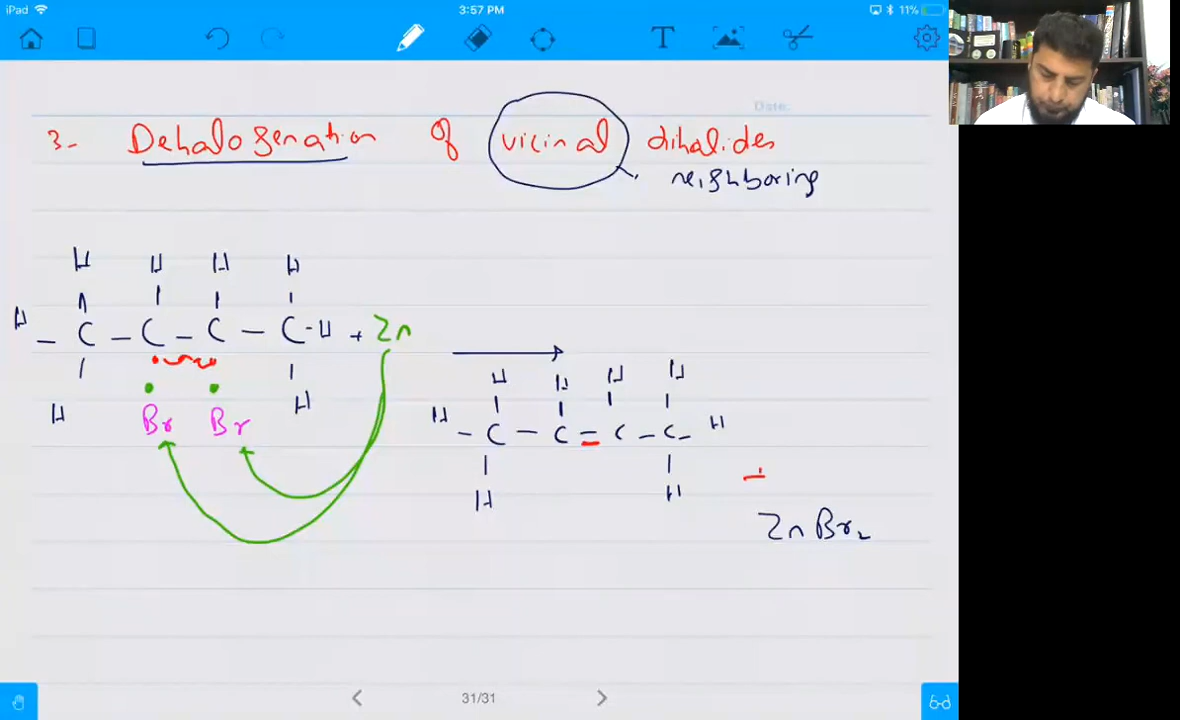 iPad 3:57 PM 11%
T
Date:
3- Dehalogenation of vicinal dihalides
neighboring
H H H H
H - C - C - C - C - H + Zn
H H
Br Br
H H H H
H - C - C = C - C - H
H H
+
ZnBr2
31/31